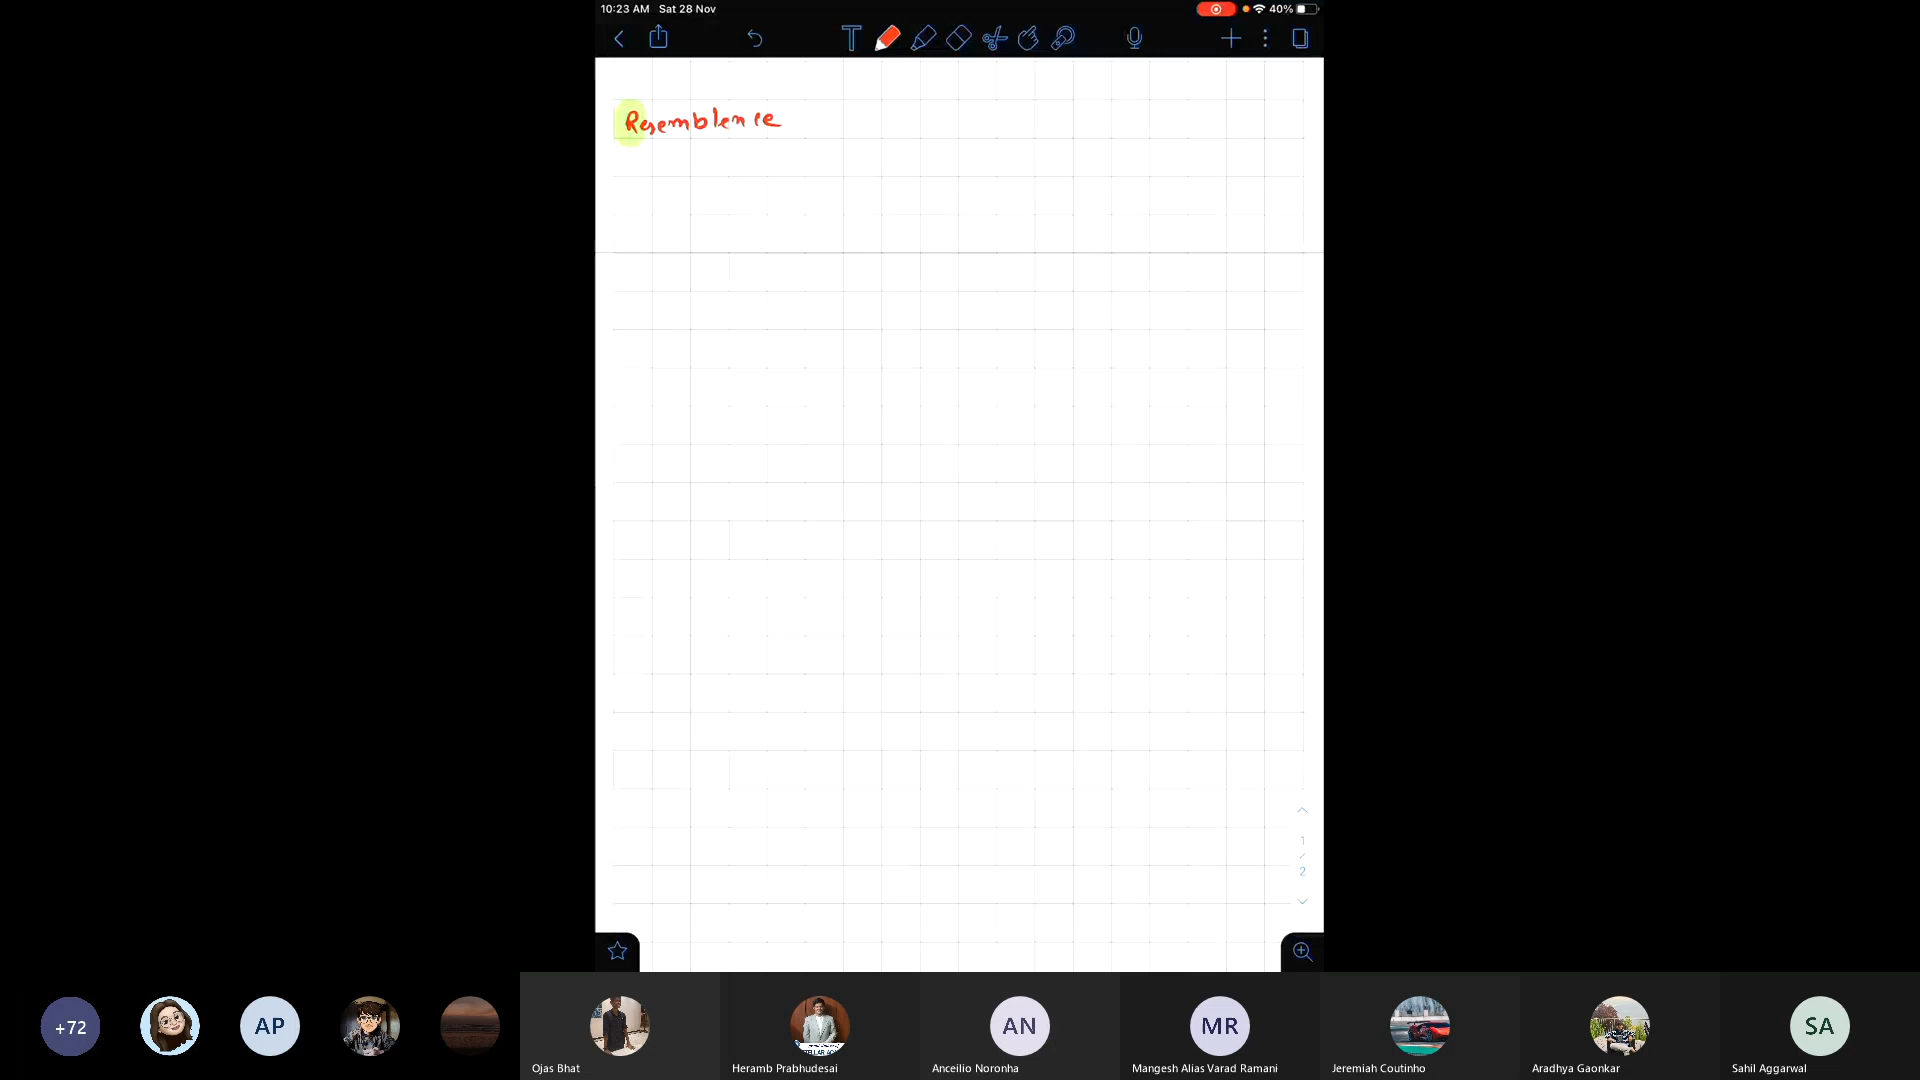 10:23 AM Sat 28 Nov
40%
T
Resemblence
1
2
+72
AP
AN
MR
SA
Ojas Bhat
Heramb Prabhudesai
Anceilio Noronha
Mangesh Alias Varad Ramani
Jeremiah Coutinho
Aradhya Gaonkar
Sahil Aggarwal